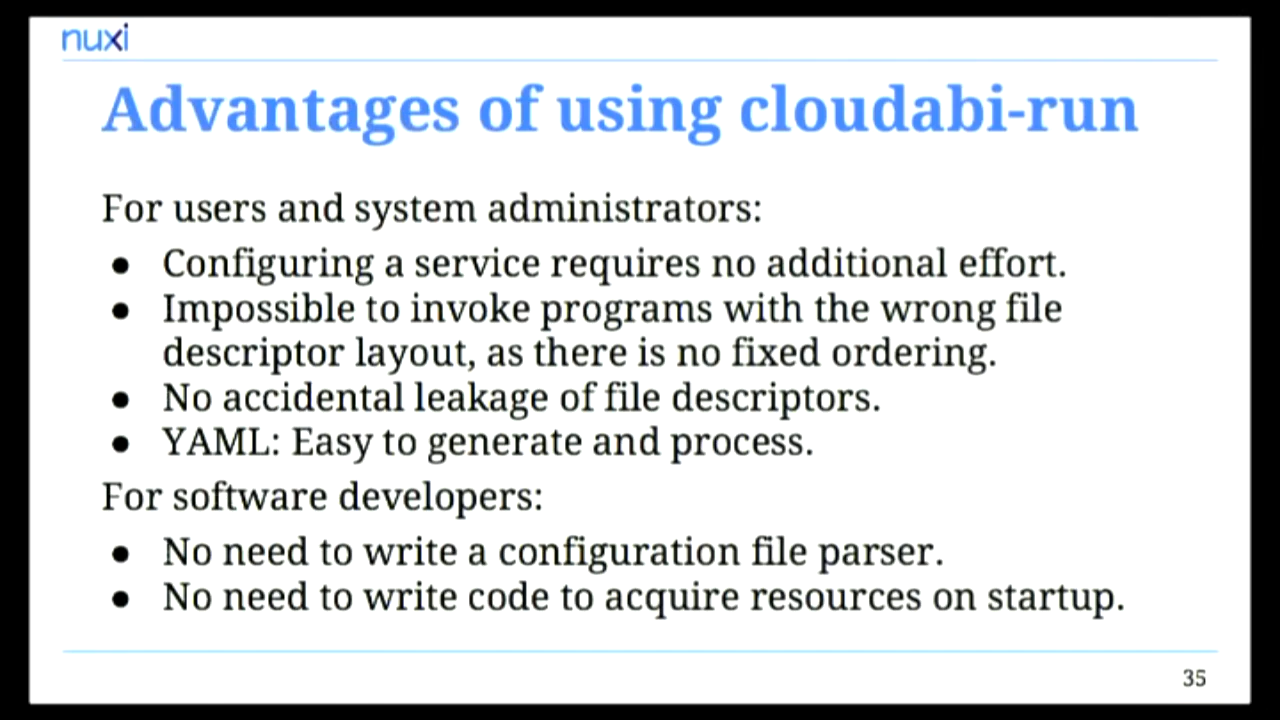 nuxi
Advantages of using cloudabi-run
For users and system administrators:
● Configuring a service requires no additional effort.
● Impossible to invoke programs with the wrong file
descriptor layout, as there is no fixed ordering.
● No accidental leakage of file descriptors.
● YAML: Easy to generate and process.
For software developers:
● No need to write a configuration file parser.
● No need to write code to acquire resources on startup.
35